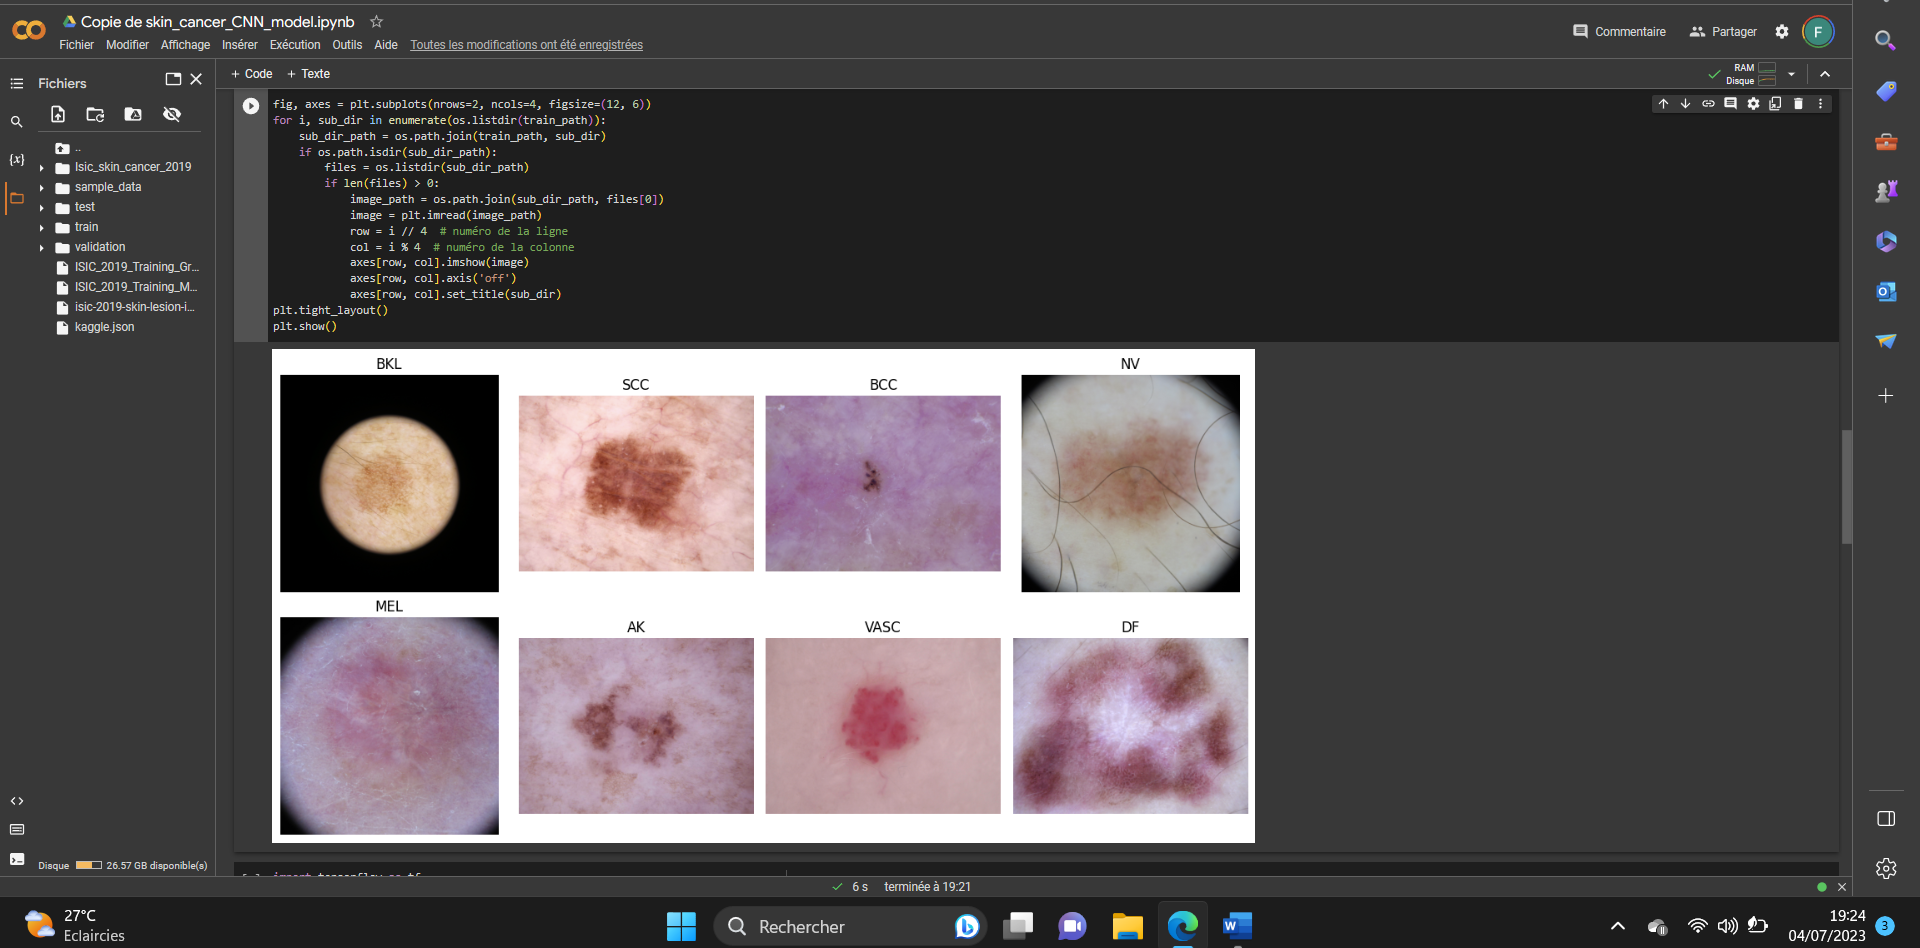 Copie de skin_cancer_CNN_model.ipynb
Fichier Modifier Affichage Insérer Exécution Outils Aide Toutes les modifications ont été enregistrées
Commentaire Partager F
Fichiers
+ Code + Texte
RAM
Disque
..
Isic_skin_cancer_2019
sample_data
test
train
validation
ISIC_2019_Training_Gr...
ISIC_2019_Training_M...
isic-2019-skin-lesion-i...
kaggle.json
Disque 26.57 GB disponible(s)
fig, axes = plt.subplots(nrows=2, ncols=4, figsize=(12, 6))
for i, sub_dir in enumerate(os.listdir(train_path)):
    sub_dir_path = os.path.join(train_path, sub_dir)
    if os.path.isdir(sub_dir_path):
        files = os.listdir(sub_dir_path)
        if len(files) > 0:
            image_path = os.path.join(sub_dir_path, files[0])
            image = plt.imread(image_path)
            row = i // 4  # numéro de la ligne
            col = i % 4  # numéro de la colonne
            axes[row, col].imshow(image)
            axes[row, col].axis('off')
            axes[row, col].set_title(sub_dir)
plt.tight_layout()
plt.show()
BKL
SCC
BCC
NV
MEL
AK
VASC
DF
6 s terminée à 19:21
27°C
Eclaircies
Rechercher
19:24
04/07/2023
3